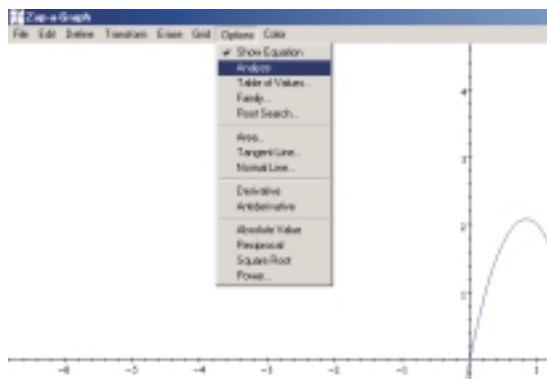 Zap-a-Graph
File Edit Define Transform Erase Grid Options Color
✓ Show Equation
Analyze
Table of Values...
Family...
Root Search...
Area...
Tangent Line...
Normal Line...
Derivative
Antiderivative
Absolute Value
Reciprocal
Square Root
Power...
4
3
2
1
-6 -5 -4 -3 -2 -1 0 1